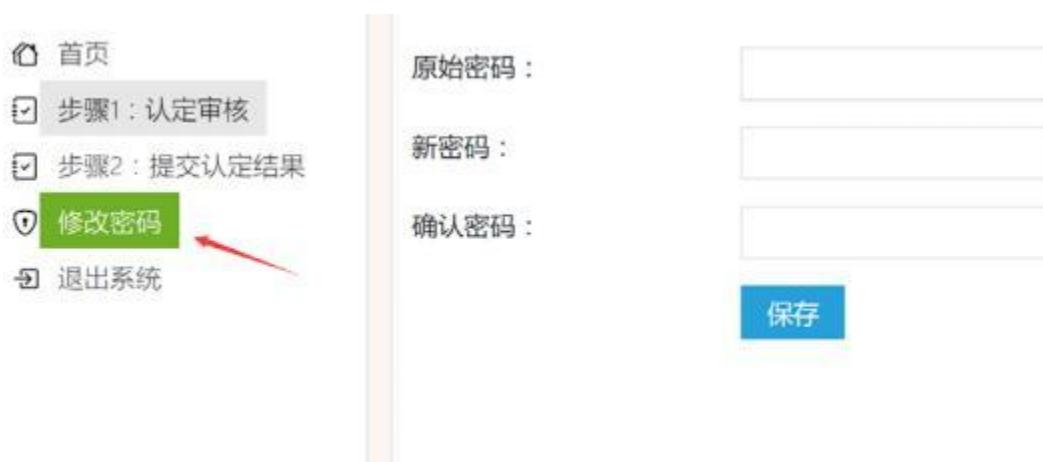 首页
步骤1：认定审核
步骤2：提交认定结果
修改密码
退出系统
原始密码：
新密码：
确认密码：
保存